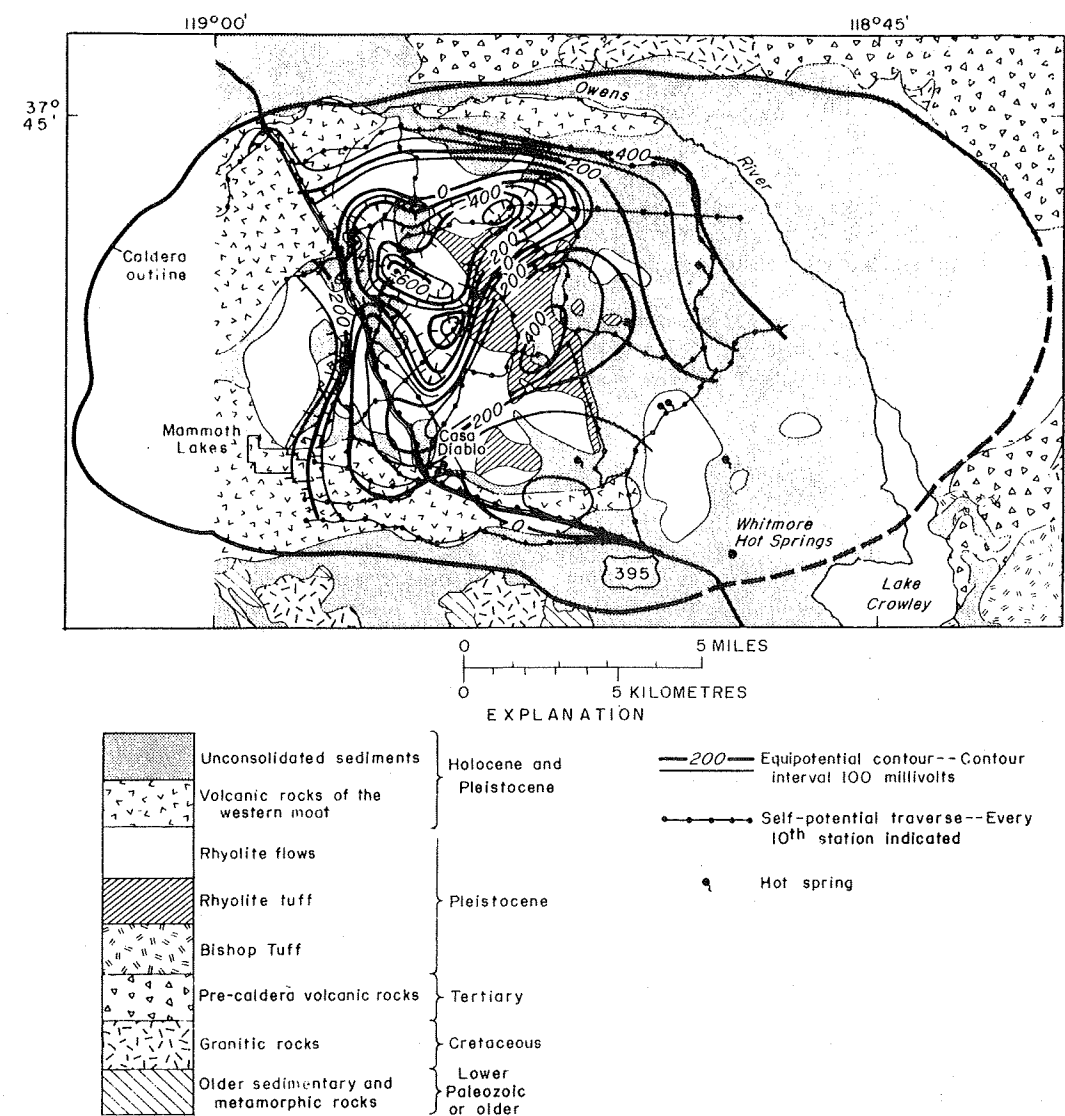 119°00'
118°45'
37°
45'
Owens
River
400
200
0
-400
-600
-200
200
400
200
-200
0
Caldera
outline
Mammoth
Lakes
Casa
Diablo
Whitmore
Hot Springs
395
Lake
Crowley
0 5 MILES
0 5 KILOMETRES
EXPLANATION
Unconsolidated sediments
Volcanic rocks of the
western moat
Holocene and
Pleistocene
Rhyolite flows
Rhyolite tuff
Bishop Tuff
Pleistocene
Pre-caldera volcanic rocks
Tertiary
Granitic rocks
Cretaceous
Older sedimentary and
metamorphic rocks
Lower
Paleozoic
or older
200 Equipotential contour--Contour
interval 100 millivolts
Self-potential traverse--Every
10th station indicated
Hot spring